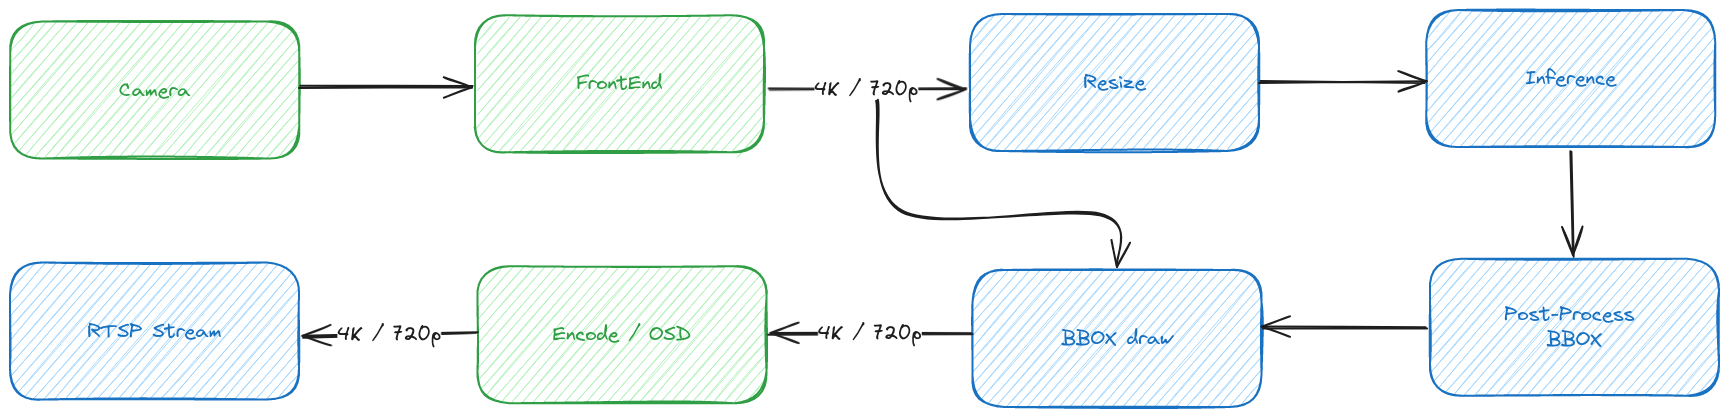 Camera
FrontEnd
4K / 720p
Resize
Inference
RTSP Stream
4K / 720p
Encode / OSD
4K / 720p
BBOX draw
Post-Process
BBOX